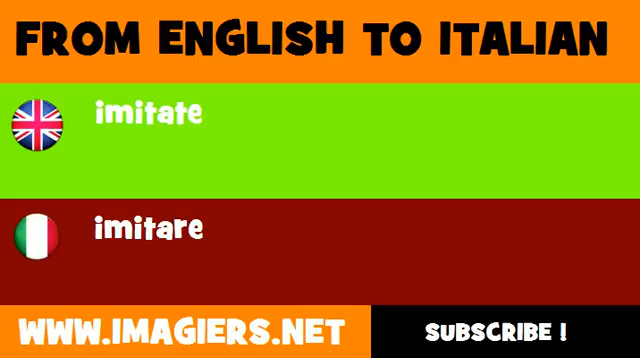 FROM ENGLISH TO ITALIAN
imitate
imitare
WWW.IMAGIERS.NET
SUBSCRIBE !